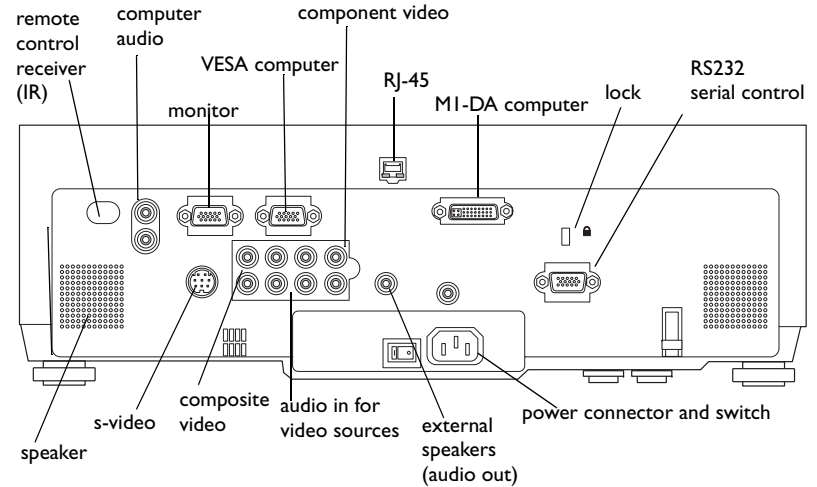 remote
control
receiver
(IR)
computer
audio
component video
VESA computer
monitor
RJ-45
M1-DA computer
lock
RS232
serial control
speaker
s-video
composite
video
audio in for
video sources
external
speakers
(audio out)
power connector and switch